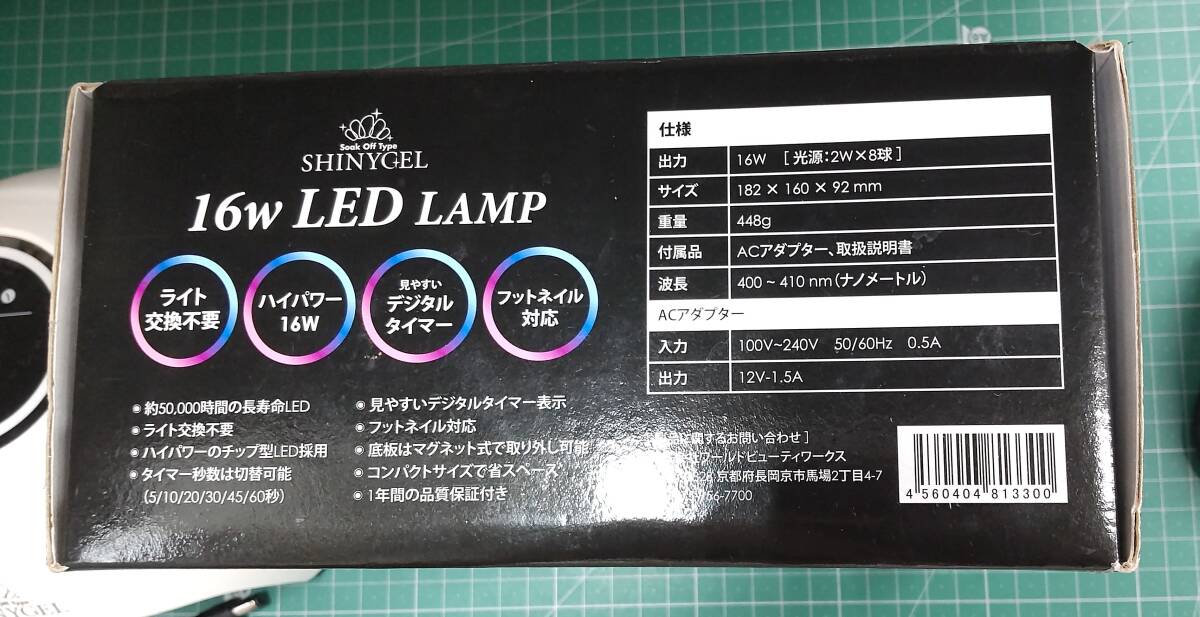 Soak Off Type
SHINYGEL
16w LED LAMP
ライト
交換不要
ハイパワー
16W
見やすい
デジタル
タイマー
フットネイル
対応
◉ 約50,000時間の長寿命LED
◉ ライト交換不要
◉ ハイパワーのチップ型LED採用
◉ タイマー秒数は切替可能
(5/10/20/30/45/60秒)
◉ 見やすいデジタルタイマー表示
◉ フットネイル対応
◉ 底板はマグネット式で取り外し可能
◉ コンパクトサイズで省スペース
◉ 1年間の品質保証付き
仕様
出力 16W [光源:2W×8球]
サイズ 182 × 160 × 92 mm
重量 448g
付属品 ACアダプター、取扱説明書
波長 400 ~ 410 nm(ナノメートル)
ACアダプター
入力 100V~240V 50/60Hz 0.5A
出力 12V-1.5A
に関するお問い合わせ]
ワールドビューティワークス
京都府長岡京市馬場2丁目4-7
56-7700
4 560404 813300
NYGEL